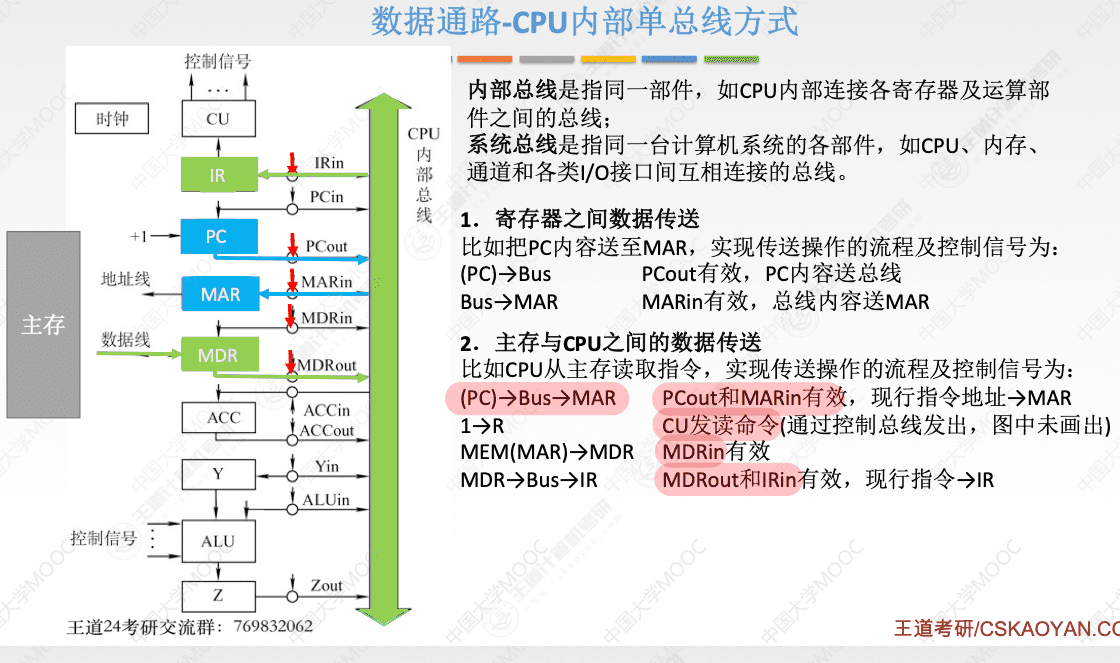 数据通路-CPU内部单总线方式
控制信号
...
时钟
CU
CPU内部总线
IR
IRin
PCin
+1
PC
PCout
地址线
MAR
MARin
MDRin
主存
数据线
MDR
MDRout
ACC
ACCin
ACCout
Y
Yin
ALUin
控制信号
ALU
Z
Zout
王道24考研交流群：769832062
内部总线是指同一部件，如CPU内部连接各寄存器及运算部
件之间的总线；
系统总线是指同一台计算机系统的各部件，如CPU、内存、
通道和各类I/O接口间互相连接的总线。
1．寄存器之间数据传送
比如把PC内容送至MAR，实现传送操作的流程及控制信号为：
(PC)→Bus PCout有效，PC内容送总线
Bus→MAR MARin有效，总线内容送MAR
2．主存与CPU之间的数据传送
比如CPU从主存读取指令，实现传送操作的流程及控制信号为：
(PC)→Bus→MAR PCout和MARin有效，现行指令地址→MAR
1→R CU发读命令(通过控制总线发出，图中未画出)
MEM(MAR)→MDR MDRin有效
MDR→Bus→IR MDRout和IRin有效，现行指令→IR
王道考研/CSKAOYAN.CO
中国大学MOOC
王道计算机考研